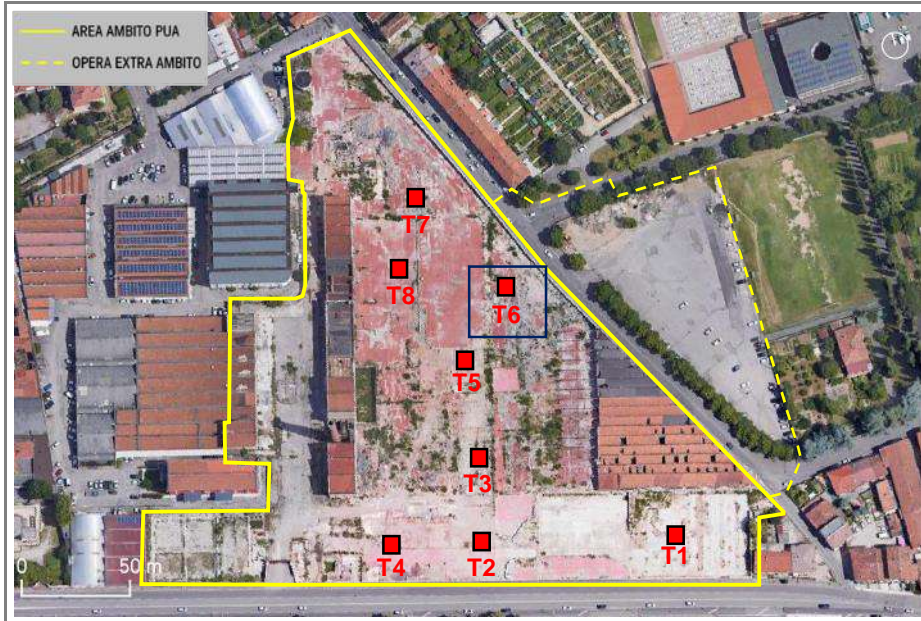 AREA AMBITO PUA
OPERA EXTRA AMBITO
T7
T8
T6
T5
T3
T4
T2
T1
0
50 m